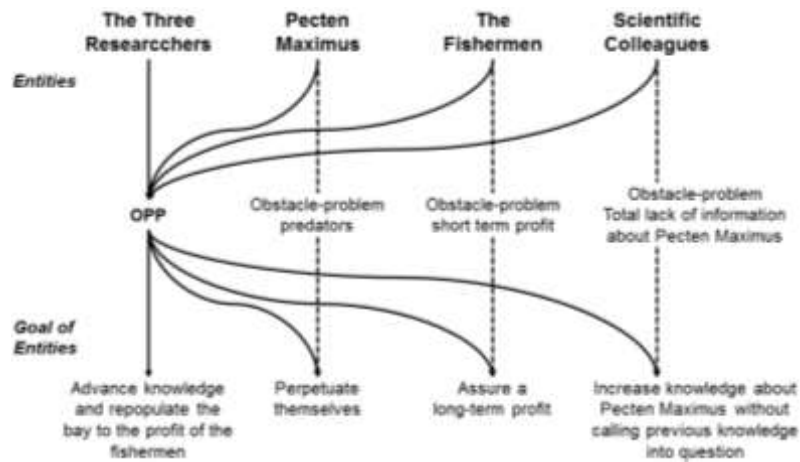 The Three
Researcchers
Pecten
Maximus
The
Fishermen
Scientific
Colleagues
Entities
OPP
Obstacle-problem
predators
Obstacle-problem
short term profit
Obstacle-problem
Total lack of information
about Pecten Maximus
Goal of
Entities
Advance knowledge
and repopulate the
bay to the profit of the
fishermen
Perpetuate
themselves
Assure a
long-term profit
Increase knowledge about
Pecten Maximus without
calling previous knowledge
into question